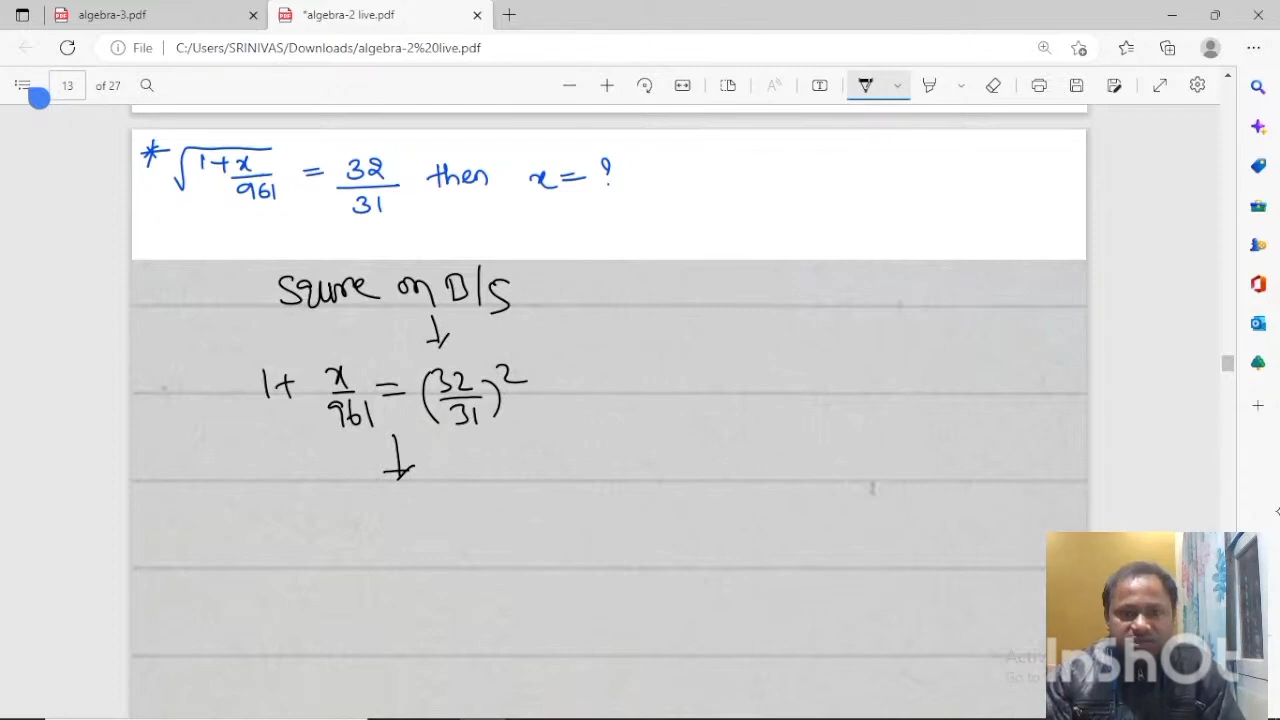 algebra-3.pdf
*algebra-2 live.pdf
File C:/Users/SRINIVAS/Downloads/algebra-2%20live.pdf
13 of 27
* √1+x/961 = 32/31 then x = ?
Squre on B/S
↓
1+ x/961 = (32/31)²
↓
InShOt